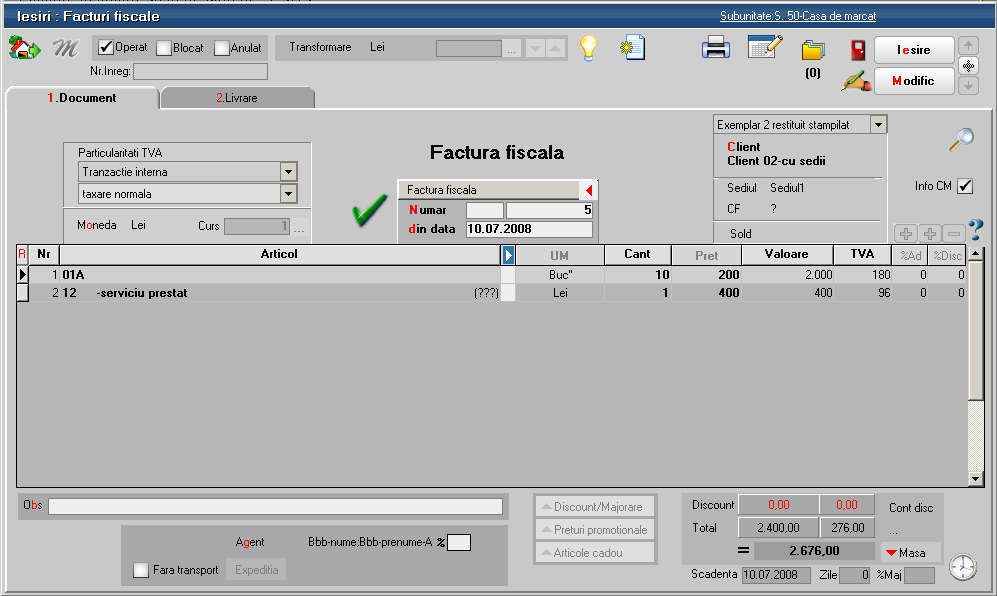 Iesiri : Facturi fiscale
Subunitate:S. 50-Casa de marcat
Operat Blocat Anulat
Transformare Lei ...
(0)
Iesire
Modific
Nr.Inreg:
1.Document
2.Livrare
Particularitati TVA
Tranzactie interna
taxare normala
Moneda Lei Curs 1 ...
Factura fiscala
Factura fiscala
Numar 5
din data 10.07.2008
Exemplar 2 restituit stampilat
Client
Client 02-cu sedii
Sediul Sediul1
CF ?
Sold
Info CM
R Nr Articol UM Cant Pret Valoare TVA %Ad %Disc
1 01A Buc" 10 200 2.000 180 0 0
2 12 -serviciu prestat (???) Lei 1 400 400 96 0 0
Obs
Agent Bbb-nume;Bbb-prenume-A %
Fara transport Expeditia
Discount/Majorare
Preturi promotionale
Articole cadou
Discount 0,00 0,00 Cont disc
Total 2.400,00 276,00 ...
= 2.676,00 Masa
Scadenta 10.07.2008 Zile 0 %Maj